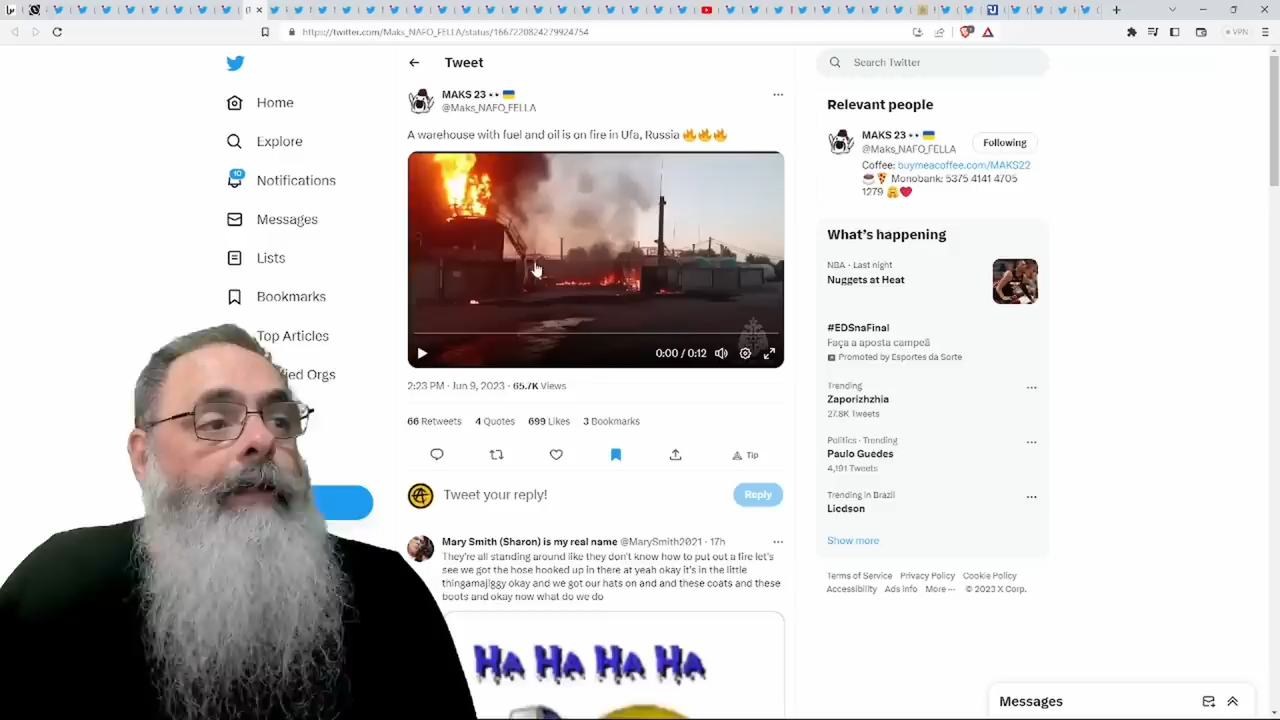 https://twitter.com/Maks_NAFO_FELLA/status/1667220824279924754
VPN
Home
Explore
10
Notifications
Messages
Lists
Bookmarks
Top Articles
Orgs
Tweet
MAKS 23
@Maks_NAFO_FELLA
A warehouse with fuel and oil is on fire in Ufa, Russia 🔥🔥🔥
0:00 / 0:12
2:23 PM · Jun 9, 2023 · 65.7K Views
66 Retweets 4 Quotes 699 Likes 3 Bookmarks
Tip
Tweet your reply!
Reply
Mary Smith (Sharon) is my real name @MarySmith2021 · 17h
They're all standing around like they don't know how to put out a fire let's
see we got the hose hooked up in there at yeah okay it's in the little
thingamajiggy okay and we got our hats on and and these coats and these
boots and okay now what do we do
HA HA HA HA
Search Twitter
Relevant people
MAKS 23
@Maks_NAFO_FELLA
Following
Coffee: buymeacoffee.com/MAKS22
Monobank: 5375 4141 4705
1279
What's happening
NBA · Last night
Nuggets at Heat
#EDSnaFinal
Faça a aposta campeã
Promoted by Esportes da Sorte
Trending
Zaporizhzhia
27.8K Tweets
Politics · Trending
Paulo Guedes
4,191 Tweets
Trending in Brazil
Liedson
Show more
Terms of Service Privacy Policy Cookie Policy
Accessibility Ads info More ··· © 2023 X Corp.
Messages